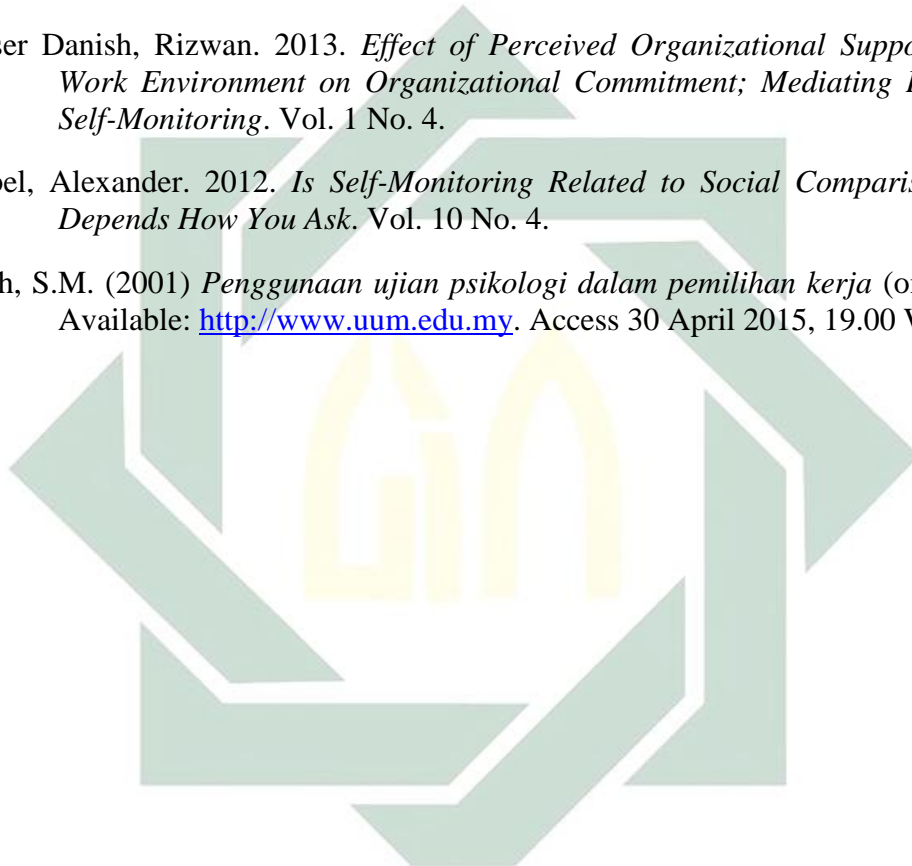 ser Danish, Rizwan. 2013. Effect of Perceived Organizational Suppo
Work Environment on Organizational Commitment; Mediating
Self-Monitoring. Vol. 1 No. 4.
el, Alexander. 2012. Is Self-Monitoring Related to Social Comparis
Depends How You Ask. Vol. 10 No. 4.
h, S.M. (2001) Penggunaan ujian psikologi dalam pemilihan kerja (o
Available: http://www.uum.edu.my. Access 30 April 2015, 19.00